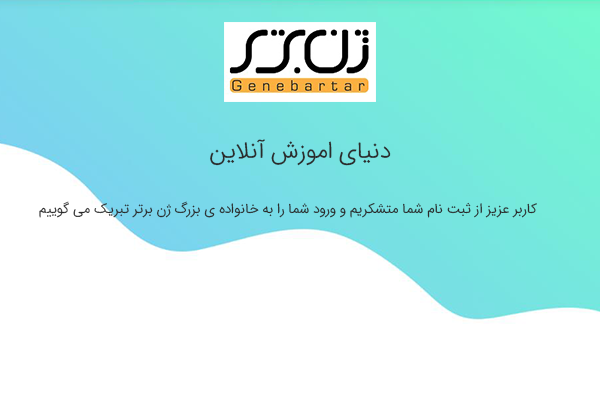 ژن برتر
Genebartar
دنیای اموزش آنلاین
کاربر عزیز از ثبت نام شما متشکریم و ورود شما را به خانواده ی بزرگ ژن برتر تبریک می گوییم